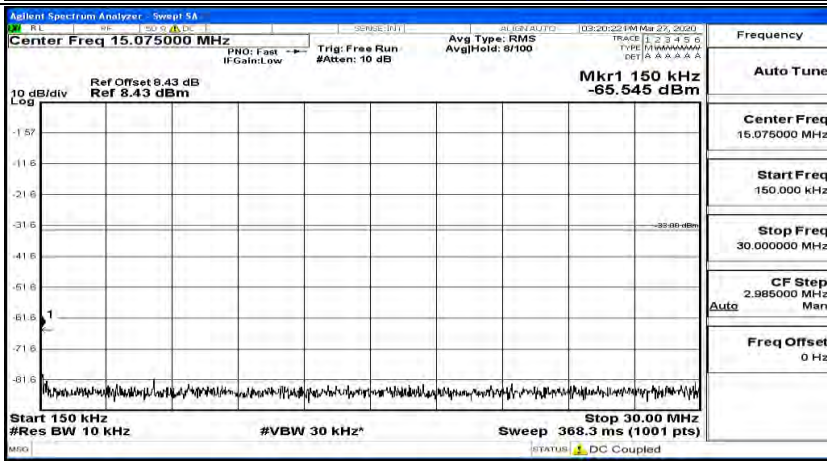 Agilent Spectrum Analyzer - Swept SA
RL RF 50 Ω DC SENSE:INT ALIGN AUTO 03:20:22 PM Mar 27, 2020
Center Freq 15.075000 MHz
PNO: Fast
IFGain:Low
Trig: Free Run
#Atten: 10 dB
Avg Type: RMS
Avg|Hold: 8/100
TRACE 1 2 3 4 5 6
TYPE MWWWWW
DET A A A A A A
Frequency
Ref Offset 8.43 dB
10 dB/div Ref 8.43 dBm
Log
Mkr1 150 kHz
-65.545 dBm
-1.57
-11.6
-21.6
-31.6
-33.00 dBm
-41.6
-51.6
-61.6
1
-71.6
-81.6
Start 150 kHz
#Res BW 10 kHz
#VBW 30 kHz*
Stop 30.00 MHz
Sweep 368.3 ms (1001 pts)
Auto Tune
Center Freq
15.075000 MHz
Start Freq
150.000 kHz
Stop Freq
30.000000 MHz
CF Step
2.985000 MHz
Auto Man
Freq Offset
0 Hz
MSG
STATUS DC Coupled